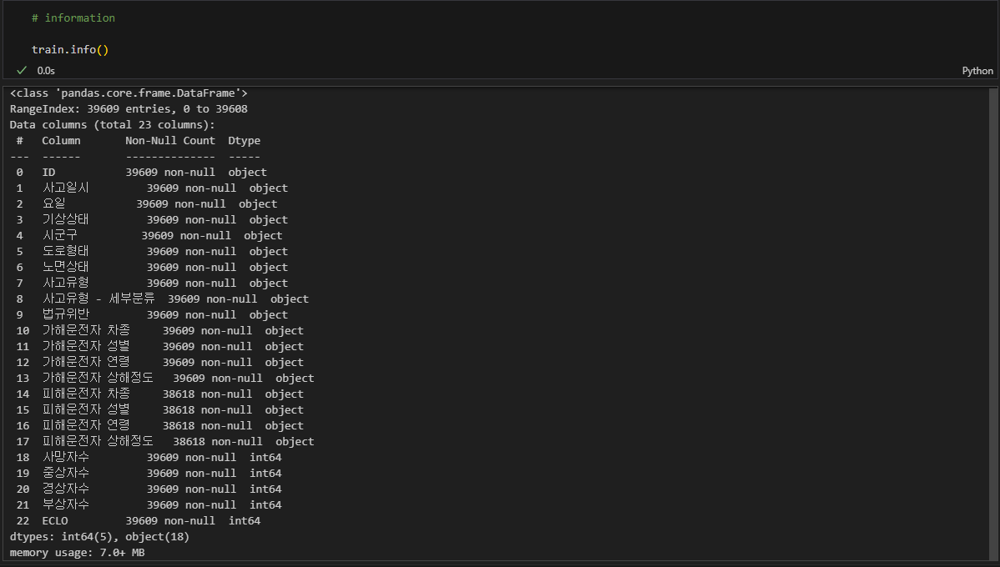 # information
train.info()
0.0s
Python
<class 'pandas.core.frame.DataFrame'>
RangeIndex: 39609 entries, 0 to 39608
Data columns (total 23 columns):
 #   Column       Non-Null Count  Dtype
---  ------       --------------  -----
 0   ID           39609 non-null  object
 1   사고일시         39609 non-null  object
 2   요일           39609 non-null  object
 3   기상상태         39609 non-null  object
 4   시군구          39609 non-null  object
 5   도로형태         39609 non-null  object
 6   노면상태         39609 non-null  object
 7   사고유형         39609 non-null  object
 8   사고유형 - 세부분류  39609 non-null  object
 9   법규위반         39609 non-null  object
 10  가해운전자 차종     39609 non-null  object
 11  가해운전자 성별     39609 non-null  object
 12  가해운전자 연령     39609 non-null  object
 13  가해운전자 상해정도   39609 non-null  object
 14  피해운전자 차종     38618 non-null  object
 15  피해운전자 성별     38618 non-null  object
 16  피해운전자 연령     38618 non-null  object
 17  피해운전자 상해정도   38618 non-null  object
 18  사망자수         39609 non-null  int64
 19  중상자수         39609 non-null  int64
 20  경상자수         39609 non-null  int64
 21  부상자수         39609 non-null  int64
 22  ECLO         39609 non-null  int64
dtypes: int64(5), object(18)
memory usage: 7.0+ MB